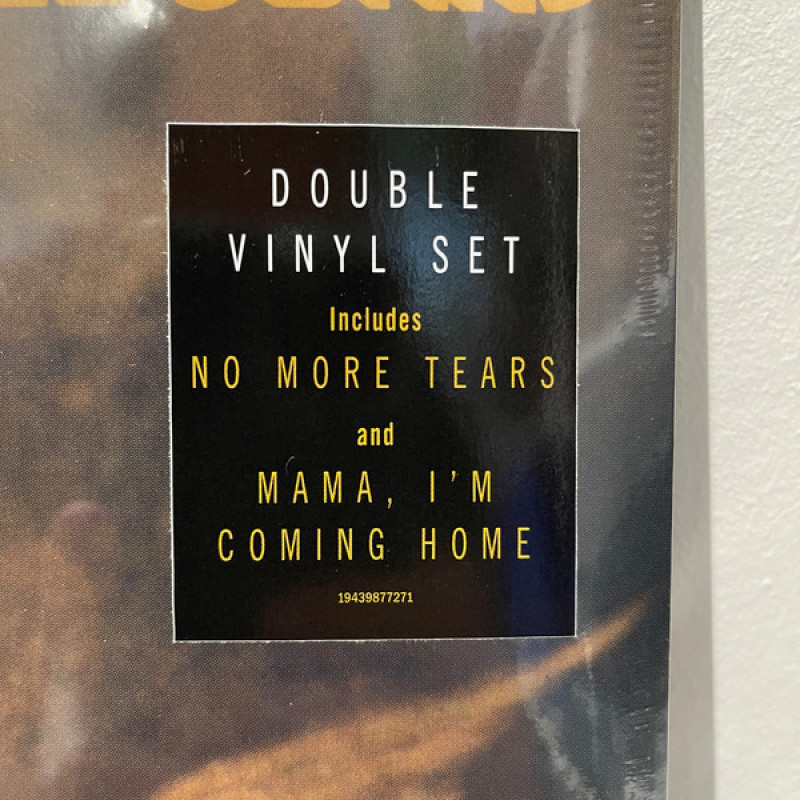 DOUBLE
VINYL SET
Includes
NO MORE TEARS
and
MAMA, I'M
COMING HOME
19439877271